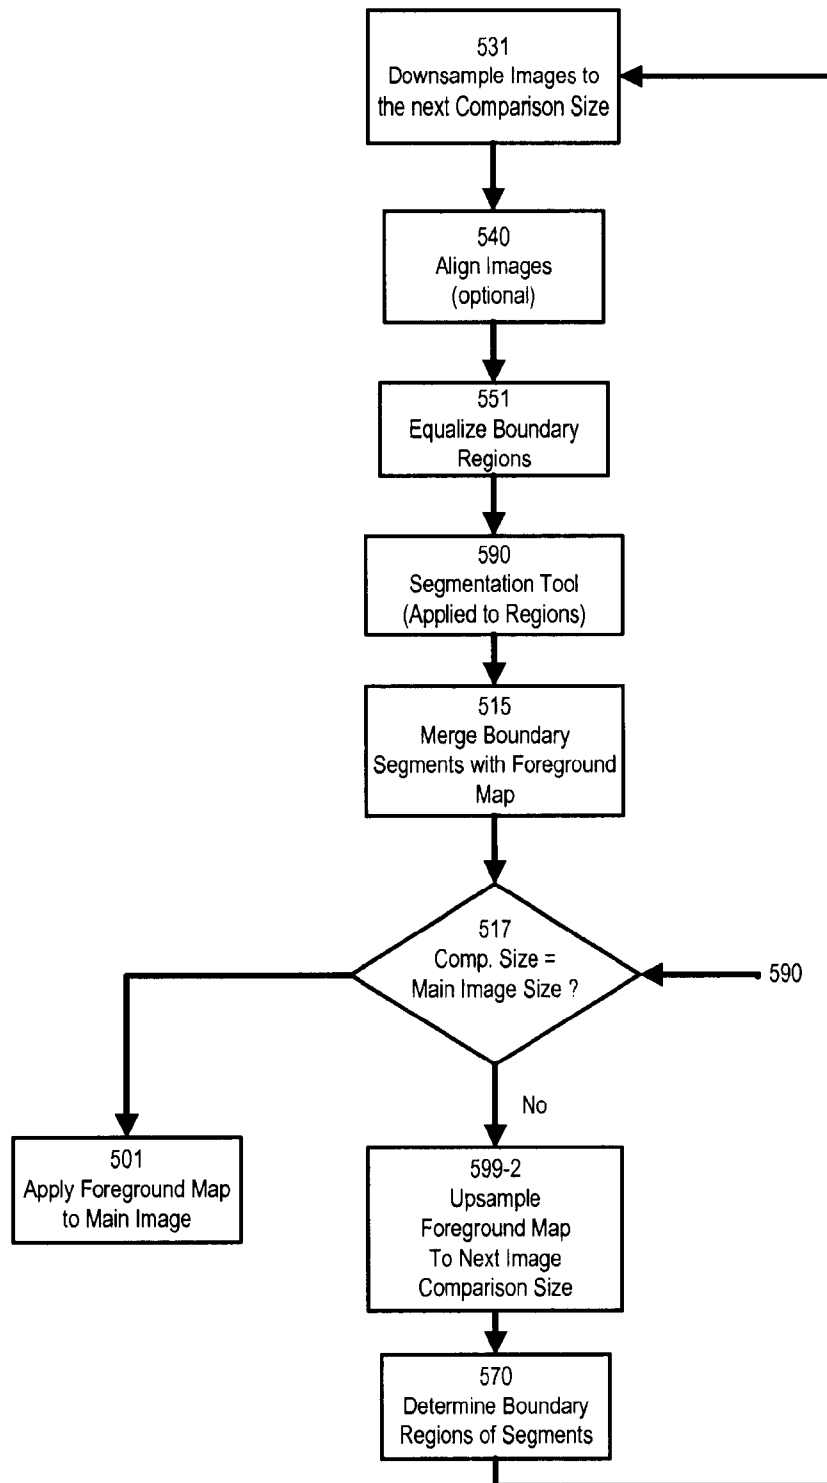 531
Downsample Images to
the next Comparison Size
540
Align Images
(optional)
551
Equalize Boundary
Regions
590
Segmentation Tool
(Applied to Regions)
515
Merge Boundary
Segments with Foreground
Map
517
Comp. Size =
Main Image Size ?
590
No
501
Apply Foreground Map
to Main Image
599-2
Upsample
Foreground Map
To Next Image
Comparison Size
570
Determine Boundary
Regions of Segments